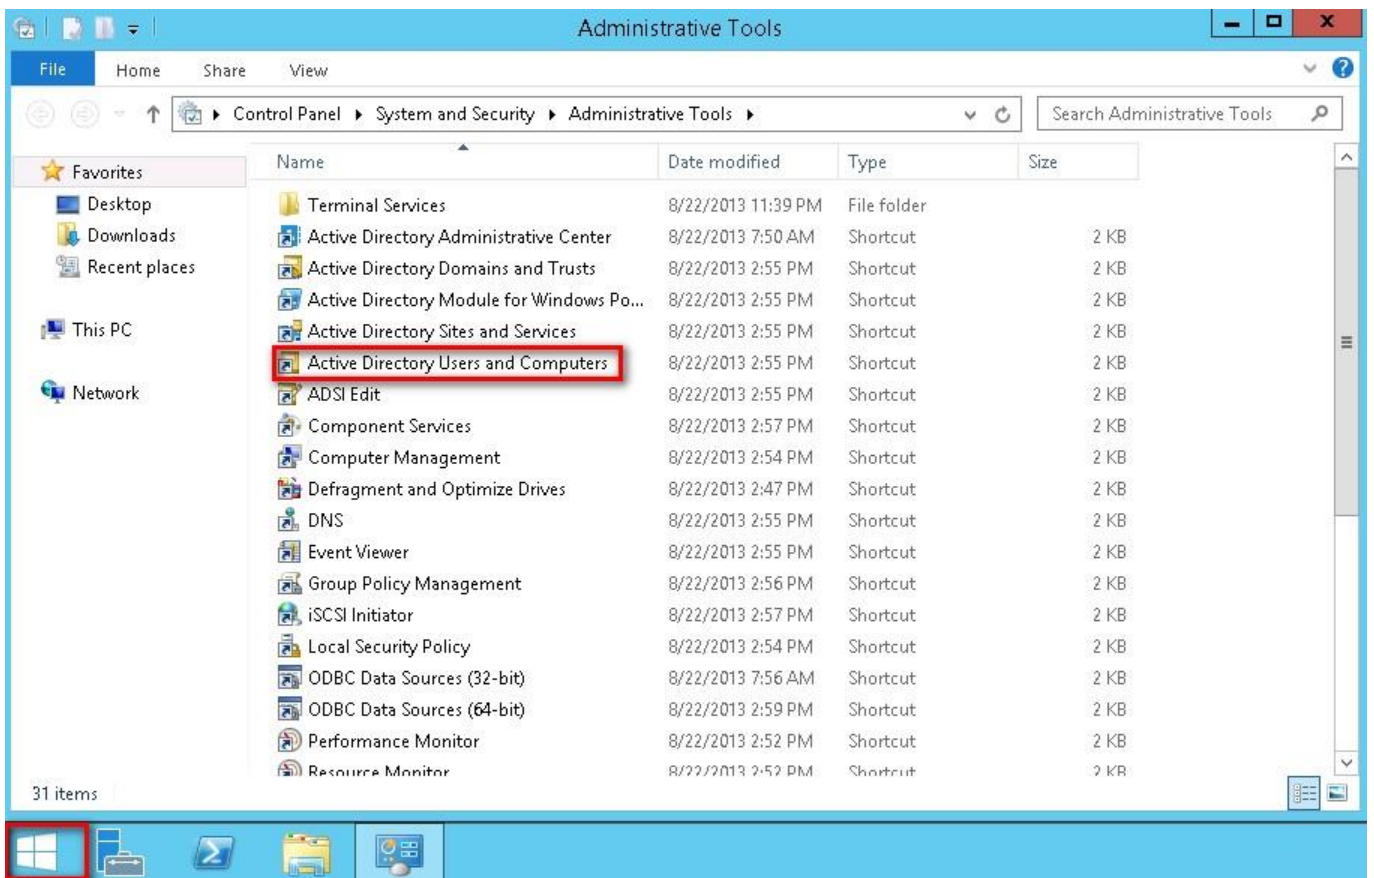 Administrative Tools
File Home Share View
Control Panel System and Security Administrative Tools Search Administrative Tools
Name Date modified Type Size
Favorites
Desktop
Downloads
Recent places
This PC
Network
Terminal Services 8/22/2013 11:39 PM File folder
Active Directory Administrative Center 8/22/2013 7:50 AM Shortcut 2 KB
Active Directory Domains and Trusts 8/22/2013 2:55 PM Shortcut 2 KB
Active Directory Module for Windows Po... 8/22/2013 2:55 PM Shortcut 2 KB
Active Directory Sites and Services 8/22/2013 2:55 PM Shortcut 2 KB
Active Directory Users and Computers 8/22/2013 2:55 PM Shortcut 2 KB
ADSI Edit 8/22/2013 2:55 PM Shortcut 2 KB
Component Services 8/22/2013 2:57 PM Shortcut 2 KB
Computer Management 8/22/2013 2:54 PM Shortcut 2 KB
Defragment and Optimize Drives 8/22/2013 2:47 PM Shortcut 2 KB
DNS 8/22/2013 2:55 PM Shortcut 2 KB
Event Viewer 8/22/2013 2:55 PM Shortcut 2 KB
Group Policy Management 8/22/2013 2:56 PM Shortcut 2 KB
iSCSI Initiator 8/22/2013 2:57 PM Shortcut 2 KB
Local Security Policy 8/22/2013 2:54 PM Shortcut 2 KB
ODBC Data Sources (32-bit) 8/22/2013 7:56 AM Shortcut 2 KB
ODBC Data Sources (64-bit) 8/22/2013 2:59 PM Shortcut 2 KB
Performance Monitor 8/22/2013 2:52 PM Shortcut 2 KB
Resource Monitor 8/22/2013 2:52 PM Shortcut 2 KB
31 items